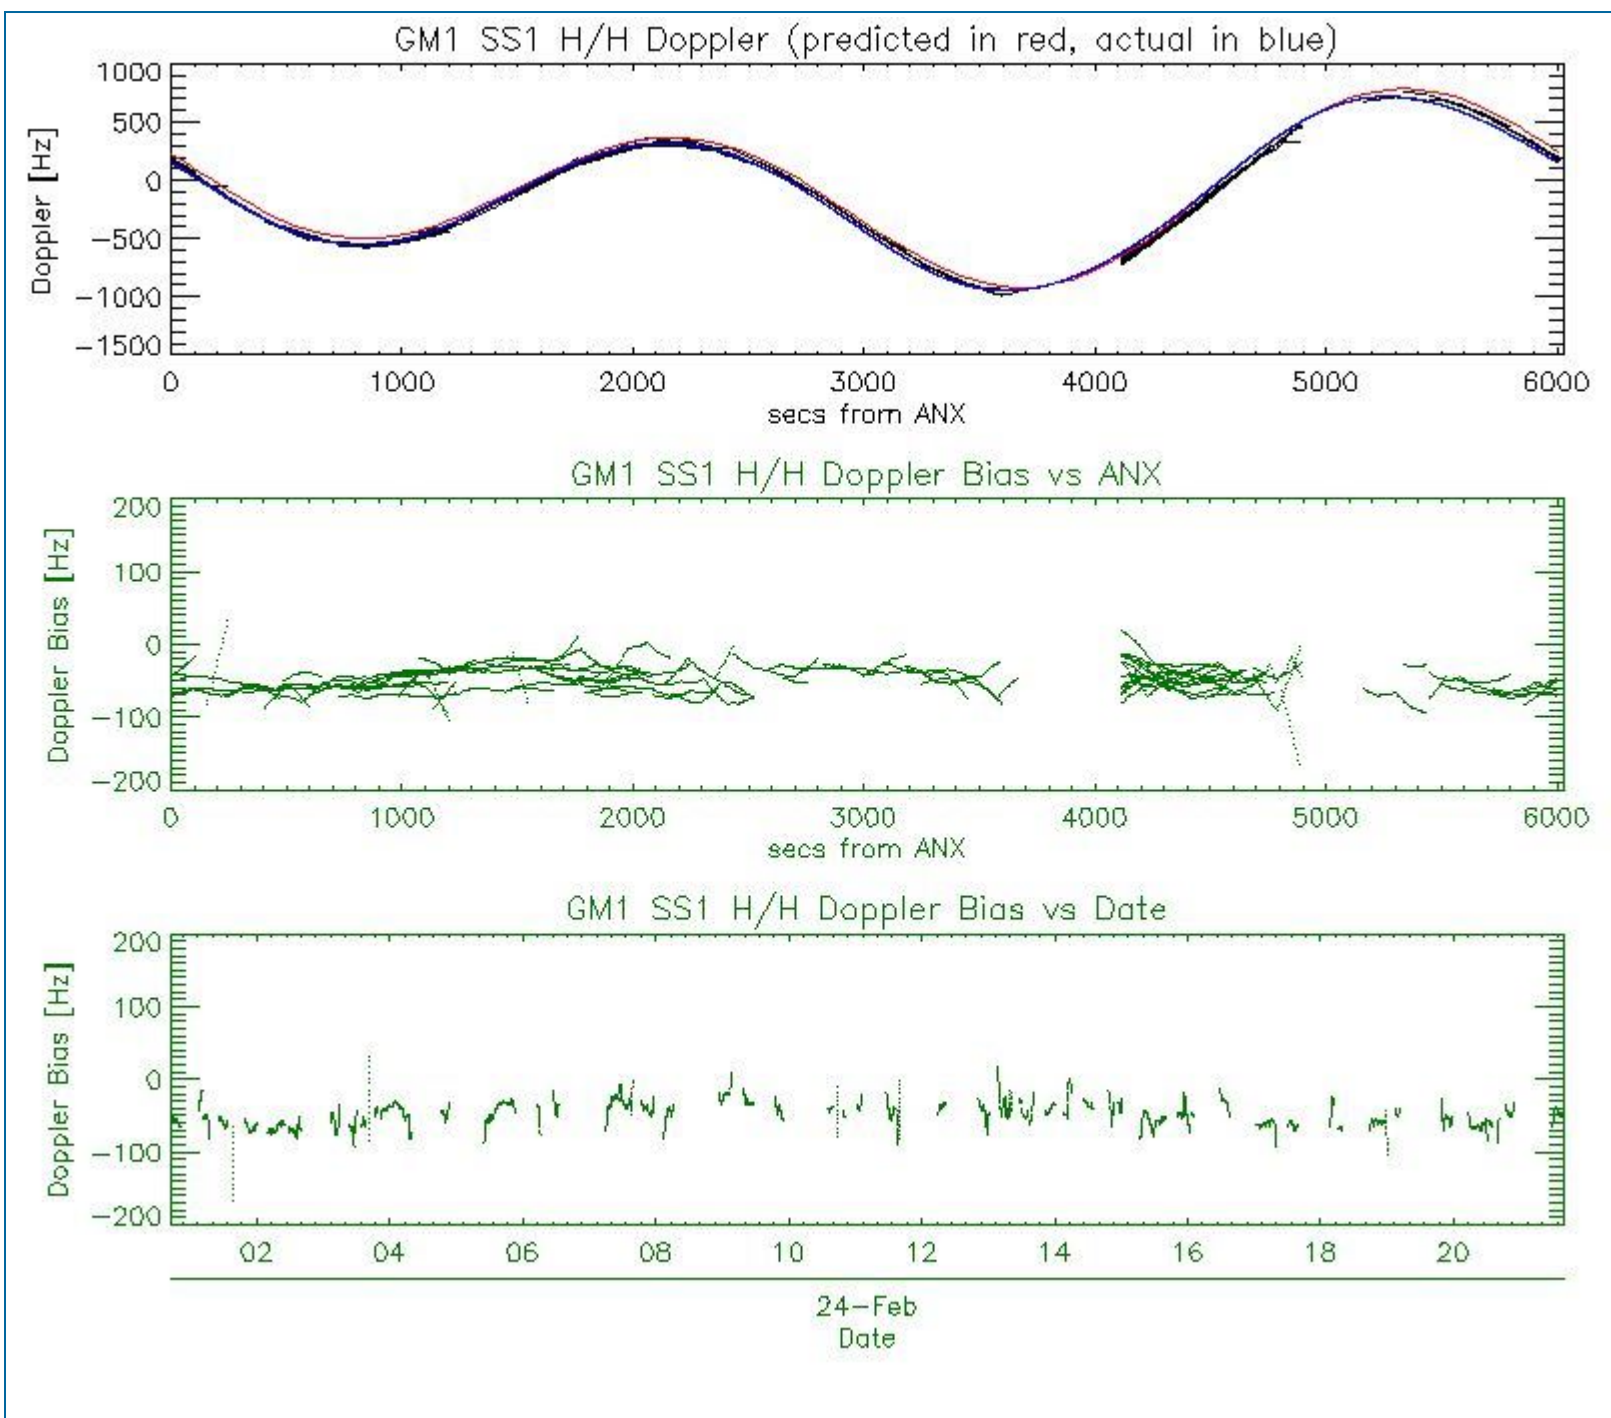 GM1 SS1 H/H Doppler (predicted in red, actual in blue)
1000
500
0
-500
-1000
-1500
Doppler [Hz]
0 1000 2000 3000 4000 5000 6000
secs from ANX
GM1 SS1 H/H Doppler Bias vs ANX
200
100
0
-100
-200
Doppler Bias [Hz]
0 1000 2000 3000 4000 5000 6000
secs from ANX
GM1 SS1 H/H Doppler Bias vs Date
200
100
0
-100
-200
Doppler Bias [Hz]
02 04 06 08 10 12 14 16 18 20
24-Feb
Date